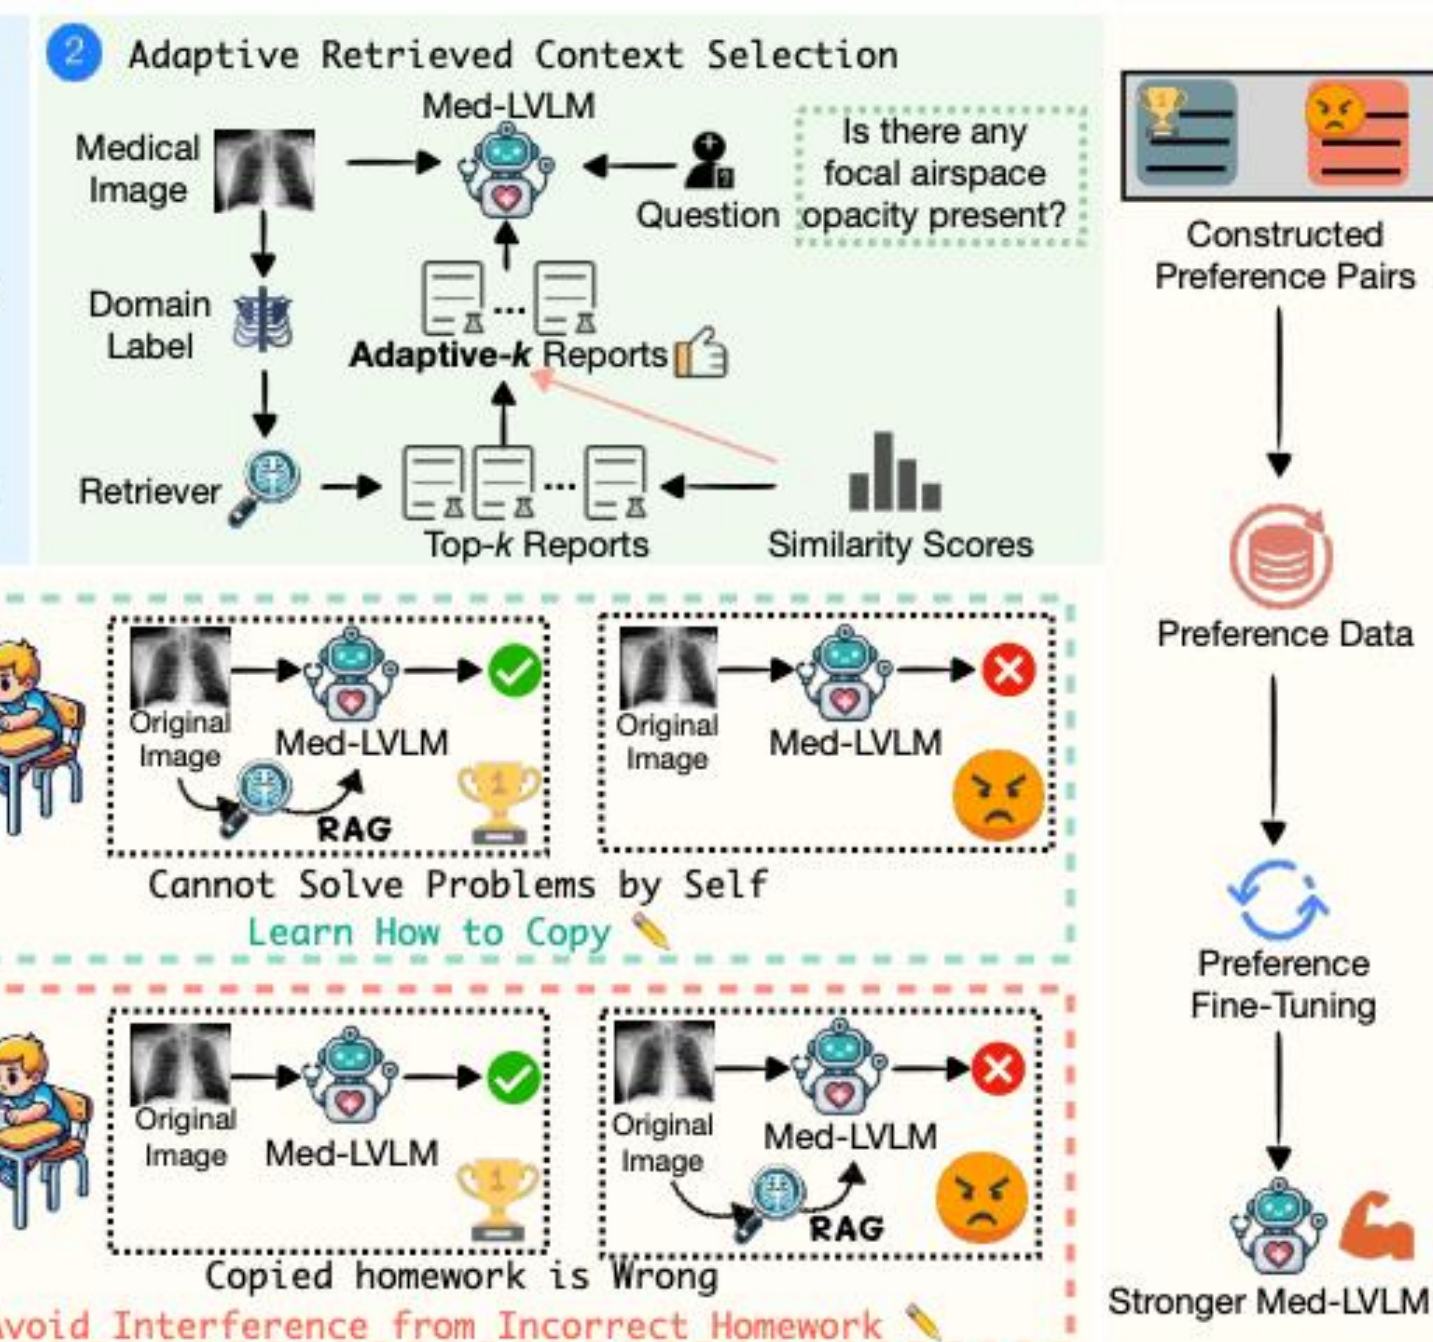 2 Adaptive Retrieved Context Selection
Med-LVLM
Medical
Image
Question
Is there any
focal airspace
opacity present?
Domain
Label
Adaptive-k Reports
Retriever
Top-k Reports
Similarity Scores
Original
Image
Med-LVLM
RAG
Original
Image
Med-LVLM
Cannot Solve Problems by Self
Learn How to Copy
Original
Image
Med-LVLM
Original
Image
Med-LVLM
RAG
Copied homework is Wrong
void Interference from Incorrect Homework
1
Constructed
Preference Pairs
Preference Data
Preference
Fine-Tuning
Stronger Med-LVLM